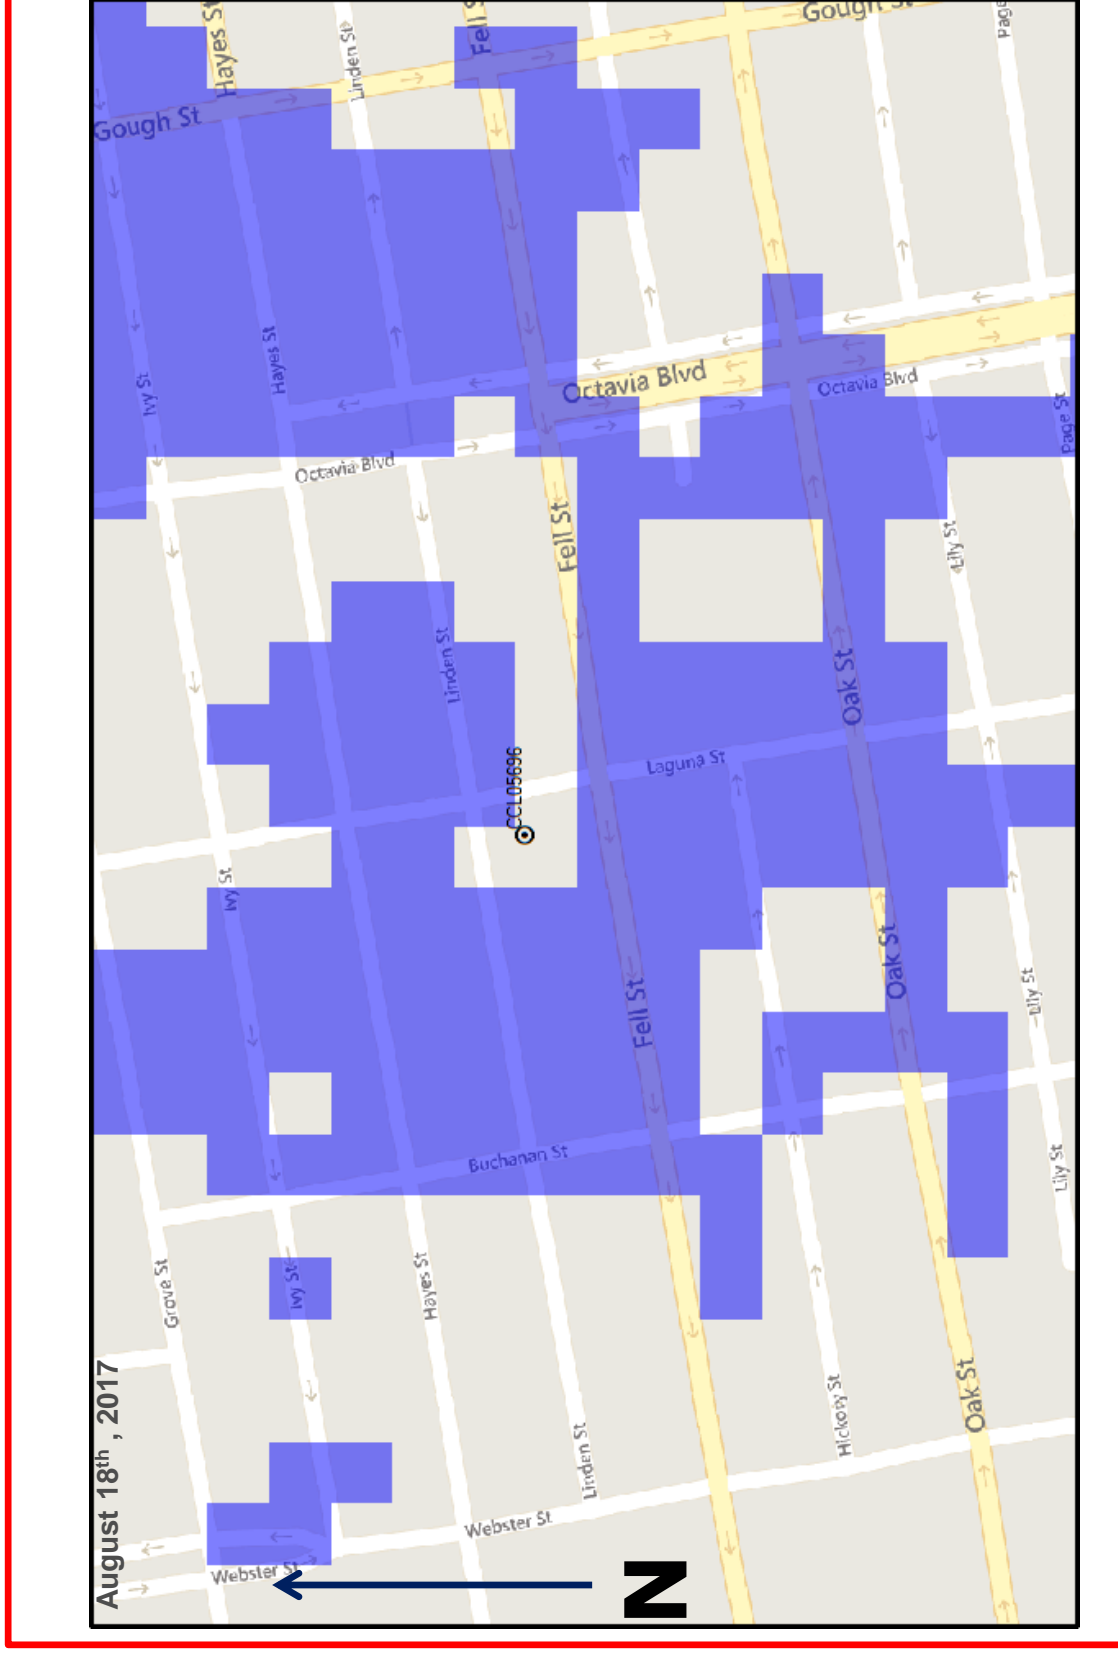 August 18th , 2017
Webster St
Webster St
Grove St
Ivy St
Hayes St
Linden St
Hickory St
Oak St
Buchanan St
Lily St
Ivy St
Fell St
Oak St
Lily St
CCL05696
Laguna St
Linden St
Oak St
Fell St
Lily St
Octavia Blvd
Ivy St
Hayes St
Octavia Blvd
Octavia Blvd
Page St
Gough St
Hayes St
Linden St
Fell S
Gough St
Page
N